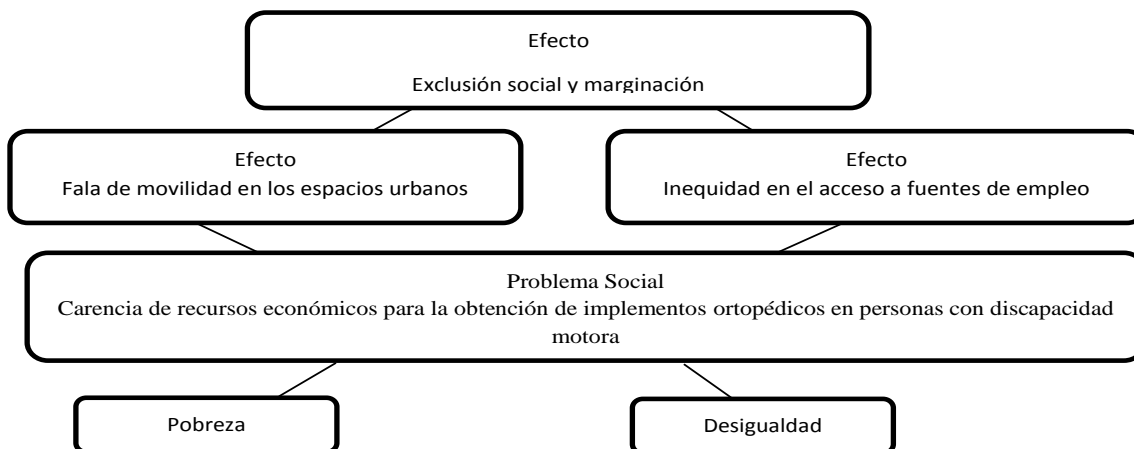 Efecto
Exclusión social y marginación
Efecto
Fala de movilidad en los espacios urbanos
Efecto
Inequidad en el acceso a fuentes de empleo
Problema Social
Carencia de recursos económicos para la obtención de implementos ortopédicos en personas con discapacidad
motora
Pobreza
Desigualdad